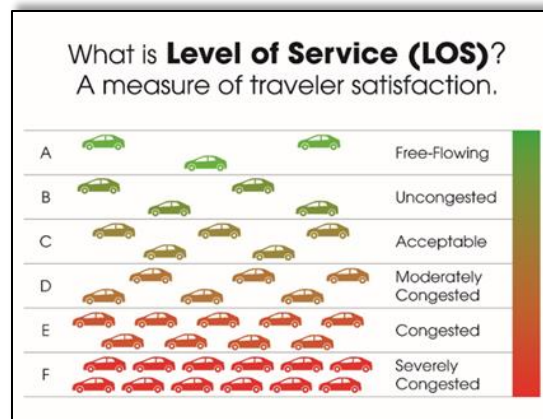 What is Level of Service (LOS)?
A measure of traveler satisfaction.
A Free-Flowing
B Uncongested
C Acceptable
D Moderately
Congested
E Congested
F Severely
Congested